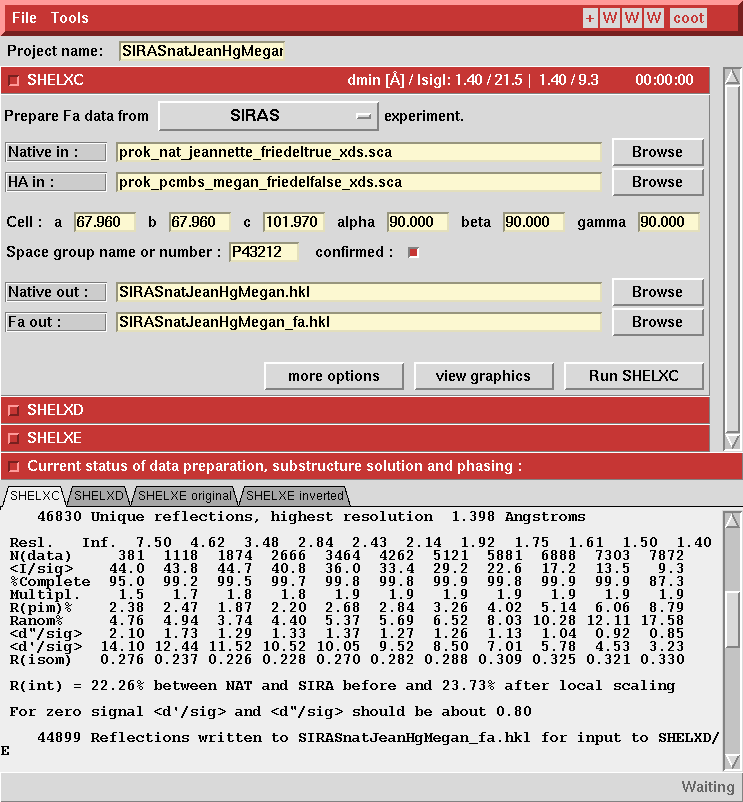 File Tools + W W W coot
Project name: SIRASnatJeanHgMegan
SHELXC dmin [Å] / IsigI: 1.40 / 21.5 | 1.40 / 9.3 00:00:00
Prepare Fa data from SIRAS experiment.
Native in : prok_nat_jeannette_friedeltrue_xds.sca Browse
HA in : prok_pcmbs_megan_friedelfalse_xds.sca Browse
Cell : a 67.960 b 67.960 c 101.970 alpha 90.000 beta 90.000 gamma 90.000
Space group name or number : P43212 confirmed :
Native out : SIRASnatJeanHgMegan.hkl Browse
Fa out : SIRASnatJeanHgMegan_fa.hkl Browse
more options view graphics Run SHELXC
SHELXD
SHELXE
Current status of data preparation, substructure solution and phasing :
SHELXC SHELXD SHELXE original SHELXE inverted
46830 Unique reflections, highest resolution 1.398 Angstroms
Resl. Inf. 7.50 4.62 3.48 2.84 2.43 2.14 1.92 1.75 1.61 1.50 1.40
N(data) 381 1118 1874 2666 3464 4262 5121 5881 6888 7303 7872
<I/sig> 44.0 43.8 44.7 40.8 36.0 33.4 29.2 22.6 17.2 13.5 9.3
%Complete 95.0 99.2 99.5 99.7 99.8 99.8 99.9 99.8 99.9 99.9 87.3
Multipl. 1.5 1.7 1.8 1.8 1.9 1.9 1.9 1.9 1.9 1.9 1.9
R(pim)% 2.38 2.47 1.87 2.20 2.68 2.84 3.26 4.02 5.14 6.06 8.79
Ranom% 4.76 4.94 3.74 4.40 5.37 5.69 6.52 8.03 10.28 12.11 17.58
<d"/sig> 2.10 1.73 1.29 1.33 1.37 1.27 1.26 1.13 1.04 0.92 0.85
<d'/sig> 14.10 12.44 11.52 10.52 10.05 9.52 8.50 7.01 5.78 4.53 3.23
R(isom) 0.276 0.237 0.226 0.228 0.270 0.282 0.288 0.309 0.325 0.321 0.330
R(int) = 22.26% between NAT and SIRA before and 23.73% after local scaling
For zero signal <d'/sig> and <d"/sig> should be about 0.80
44899 Reflections written to SIRASnatJeanHgMegan_fa.hkl for input to SHELXD/
E
Waiting